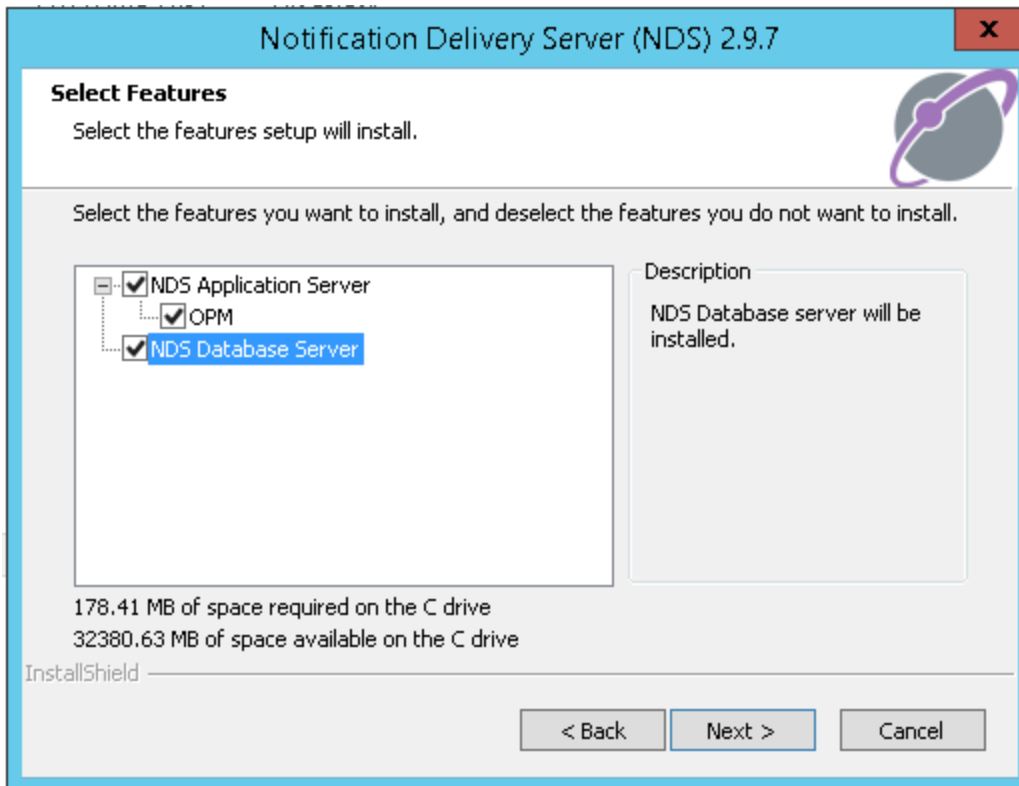 Notification Delivery Server (NDS) 2.9.7
x
Select Features
Select the features setup will install.
Select the features you want to install, and deselect the features you do not want to install.
NDS Application Server
OPM
NDS Database Server
Description
NDS Database server will be
installed.
178.41 MB of space required on the C drive
32380.63 MB of space available on the C drive
InstallShield
< Back
Next >
Cancel